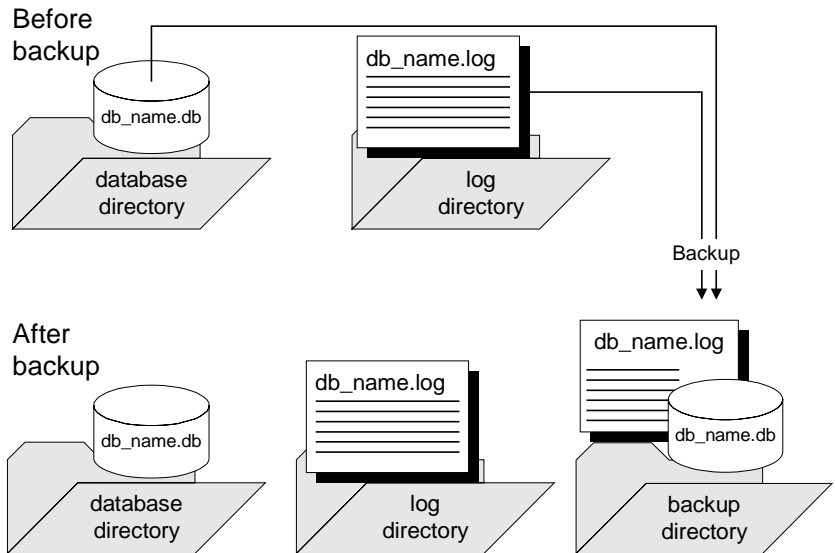 Before
backup
db_name.db
database
directory
db_name.log
log
directory
Backup
After
backup
db_name.db
database
directory
db_name.log
log
directory
db_name.log
db_name.db
backup
directory